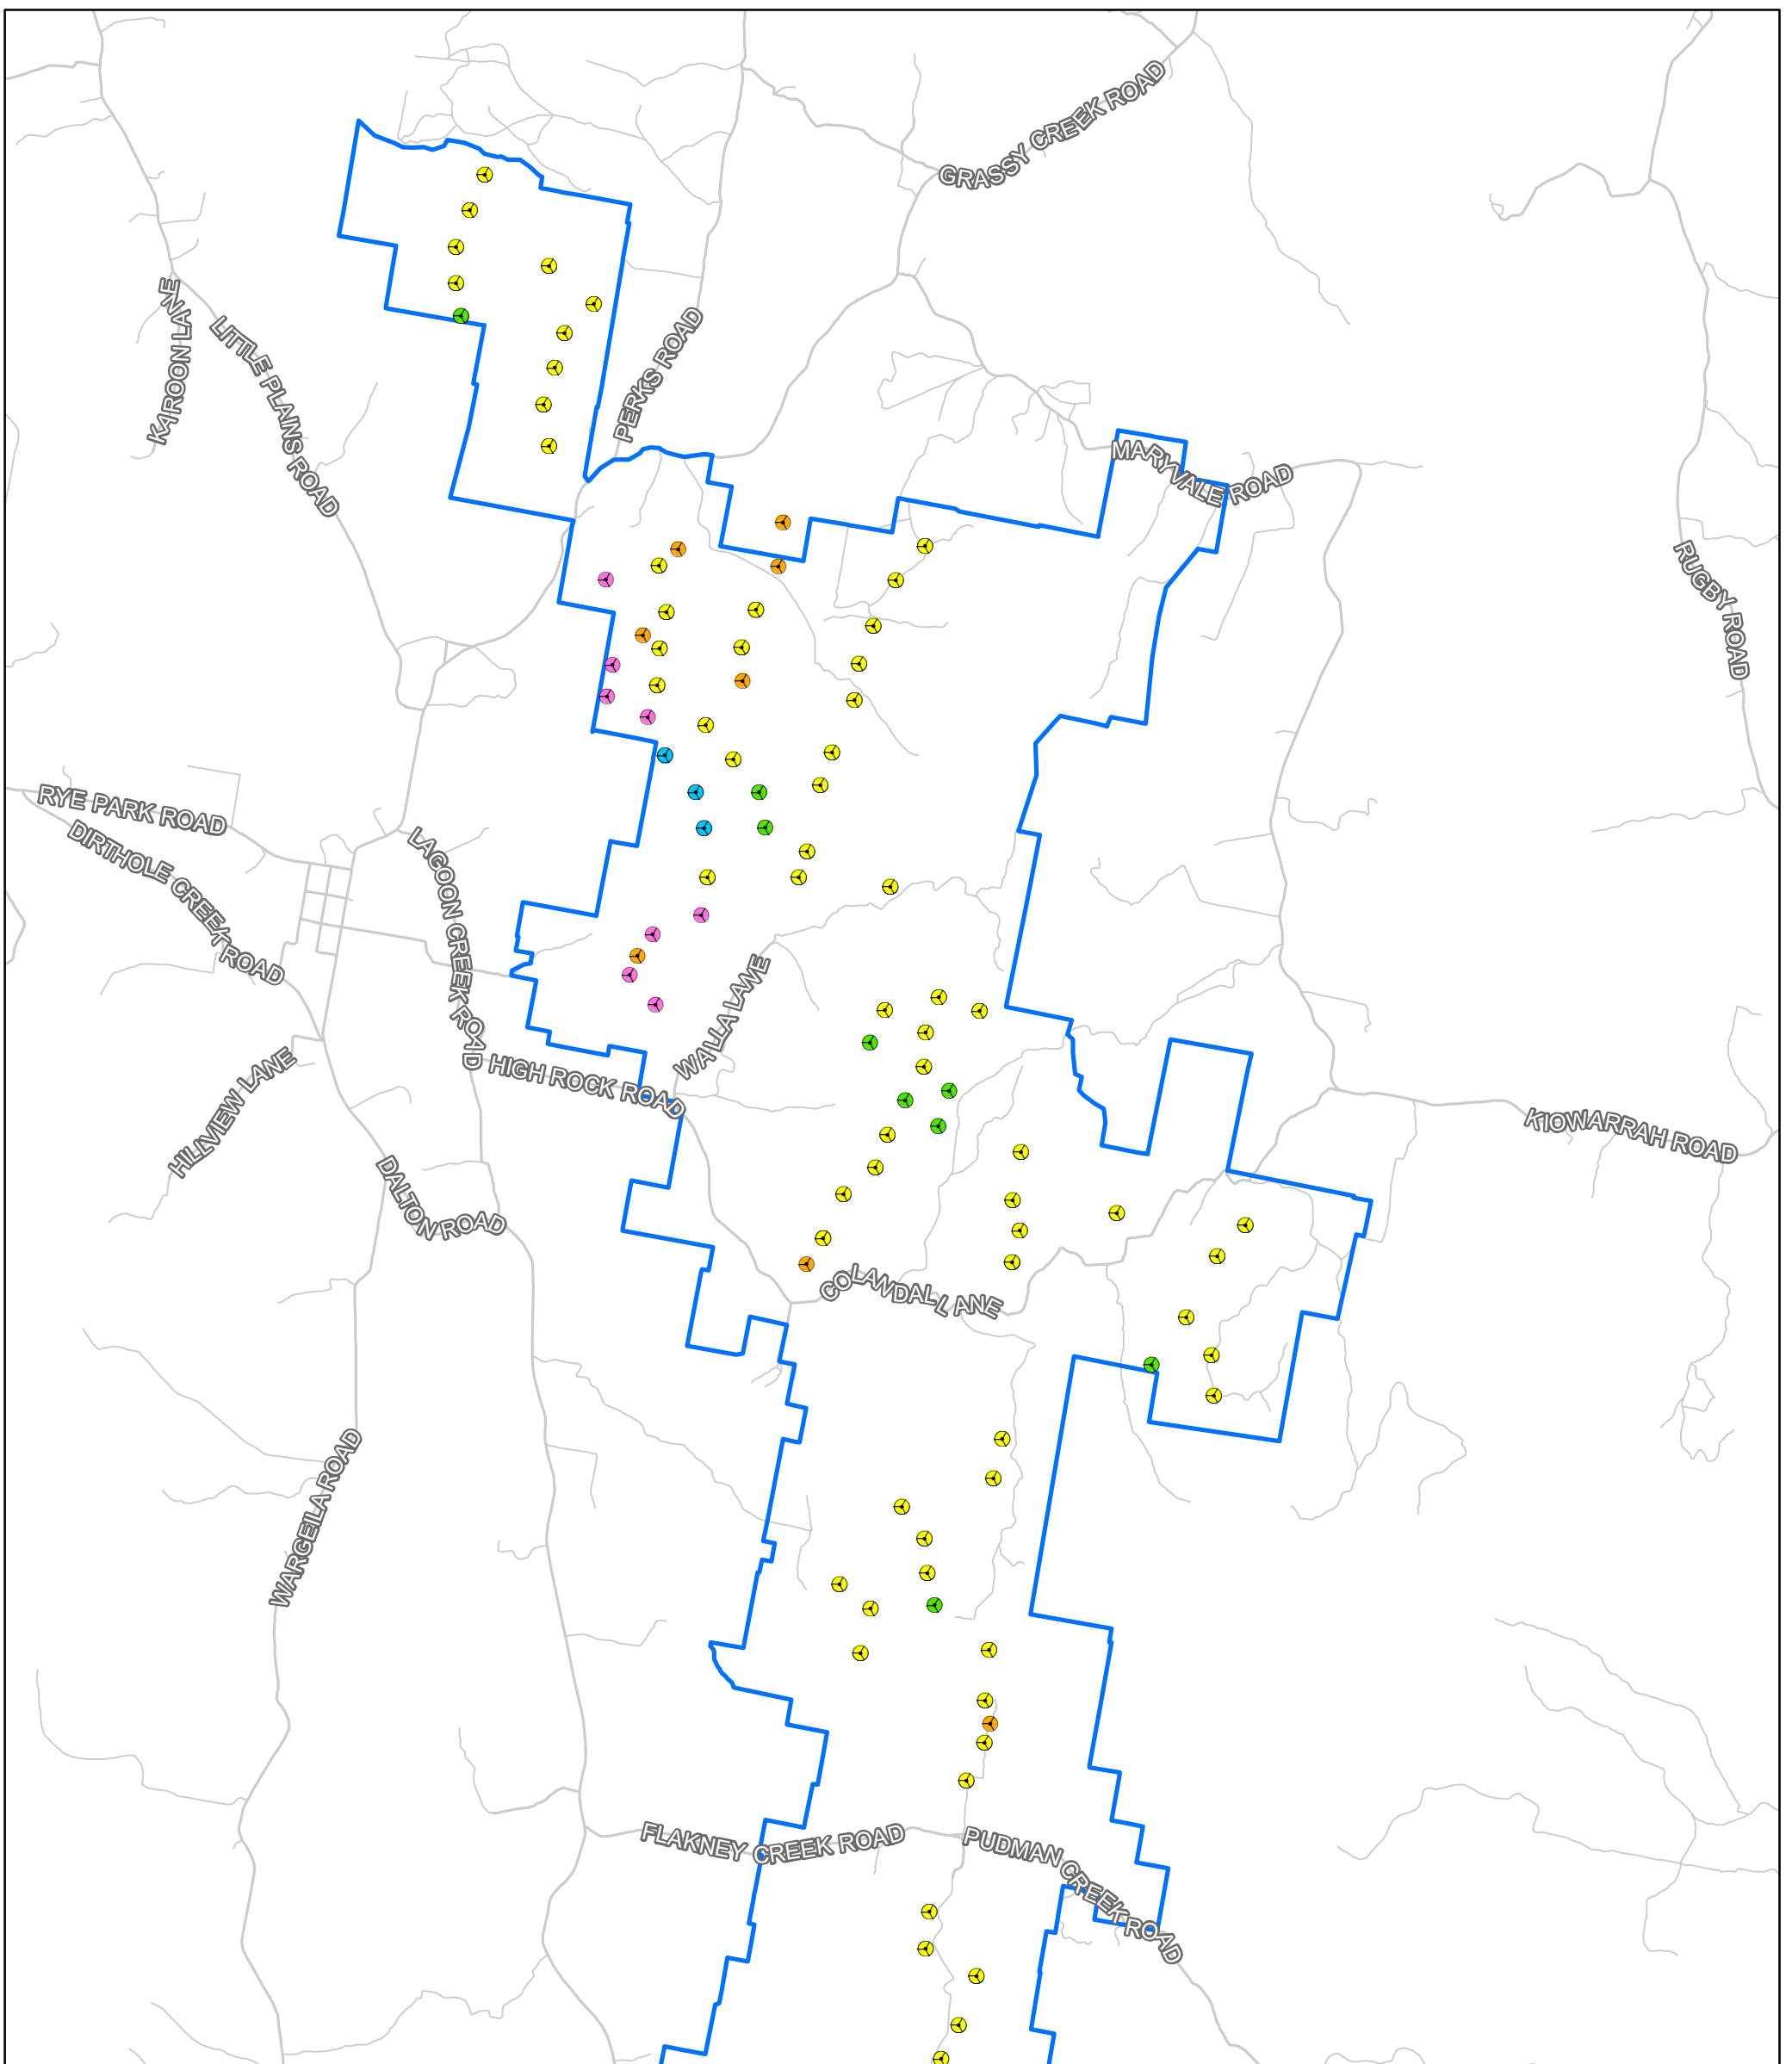 GRASSY CREEK ROAD
KAROON LANE
LITTLE PLAINS ROAD
PERKS ROAD
MARYVALE ROAD
RUGBY ROAD
RYE PARK ROAD
DIRTHOLE CREEK ROAD
LAGOON CREEK ROAD
WALLA LANE
HIGH ROCK ROAD
HILLVIEW LANE
KIOWARRAH ROAD
DALTON ROAD
COOLAWDAL LANE
WARGEILA ROAD
FLAKNEY CREEK ROAD
PUDMAN CREEK ROAD